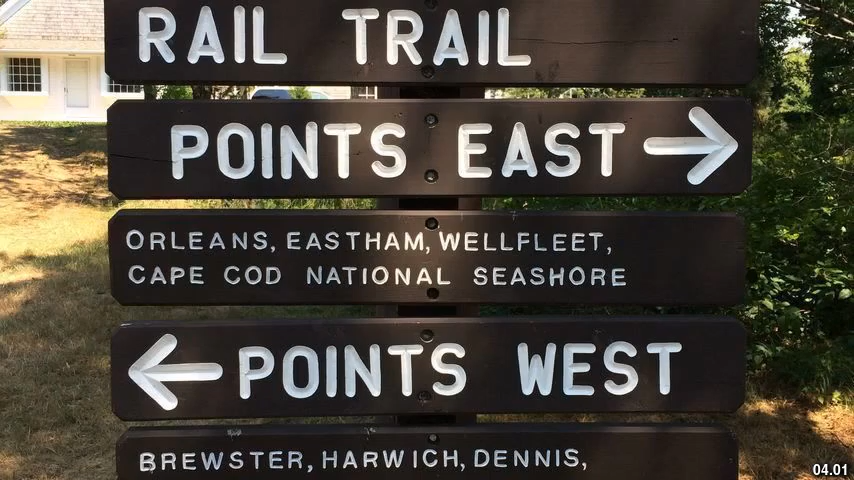 RAIL TRAIL
POINTS EAST →
ORLEANS, EASTHAM, WELLFLEET,
CAPE COD NATIONAL SEASHORE
← POINTS WEST
BREWSTER, HARWICH, DENNIS,
04.01